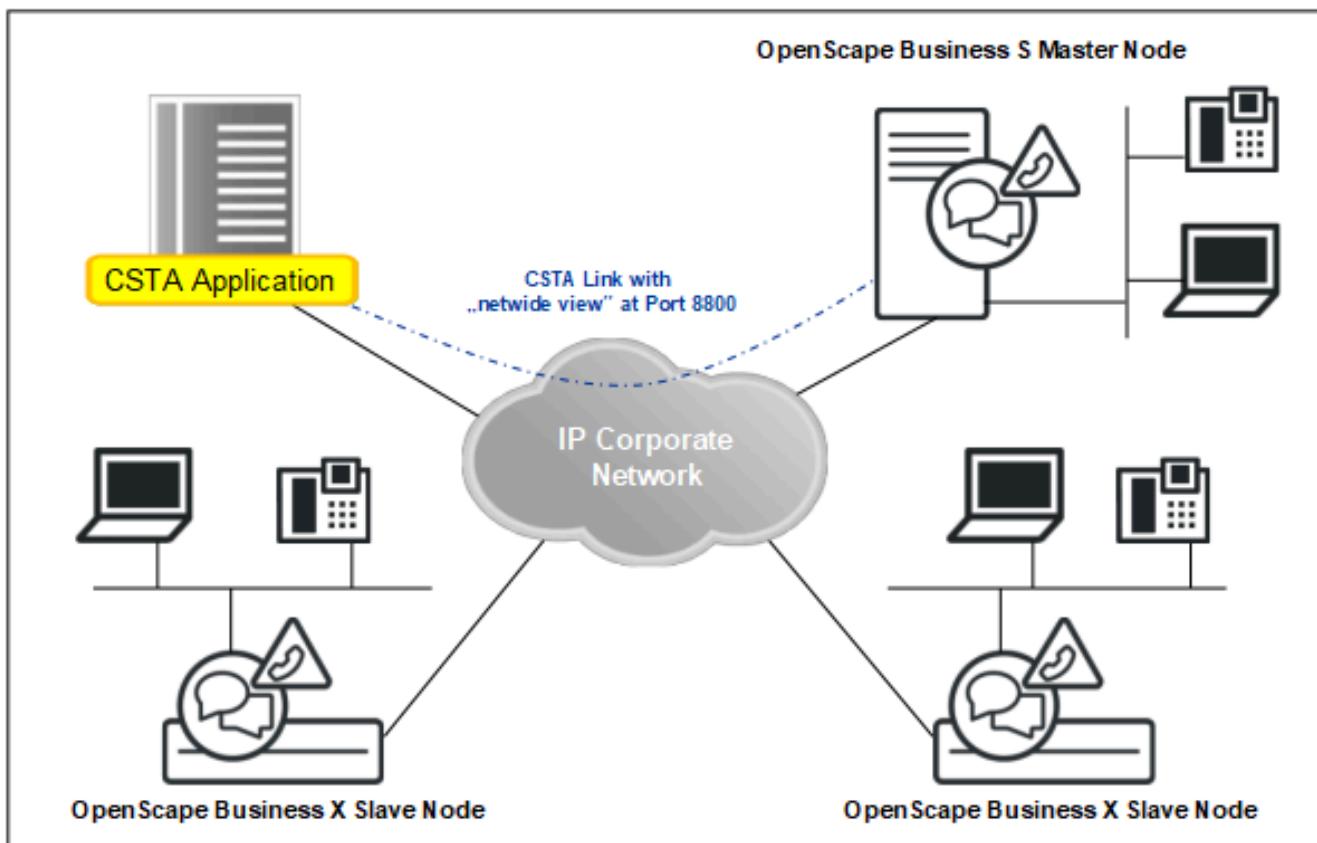 OpenScape Business S Master Node
CSTA Application
CSTA Link with
„netwide view” at Port 8800
IP Corporate
Network
OpenScape Business X Slave Node
OpenScape Business X Slave Node